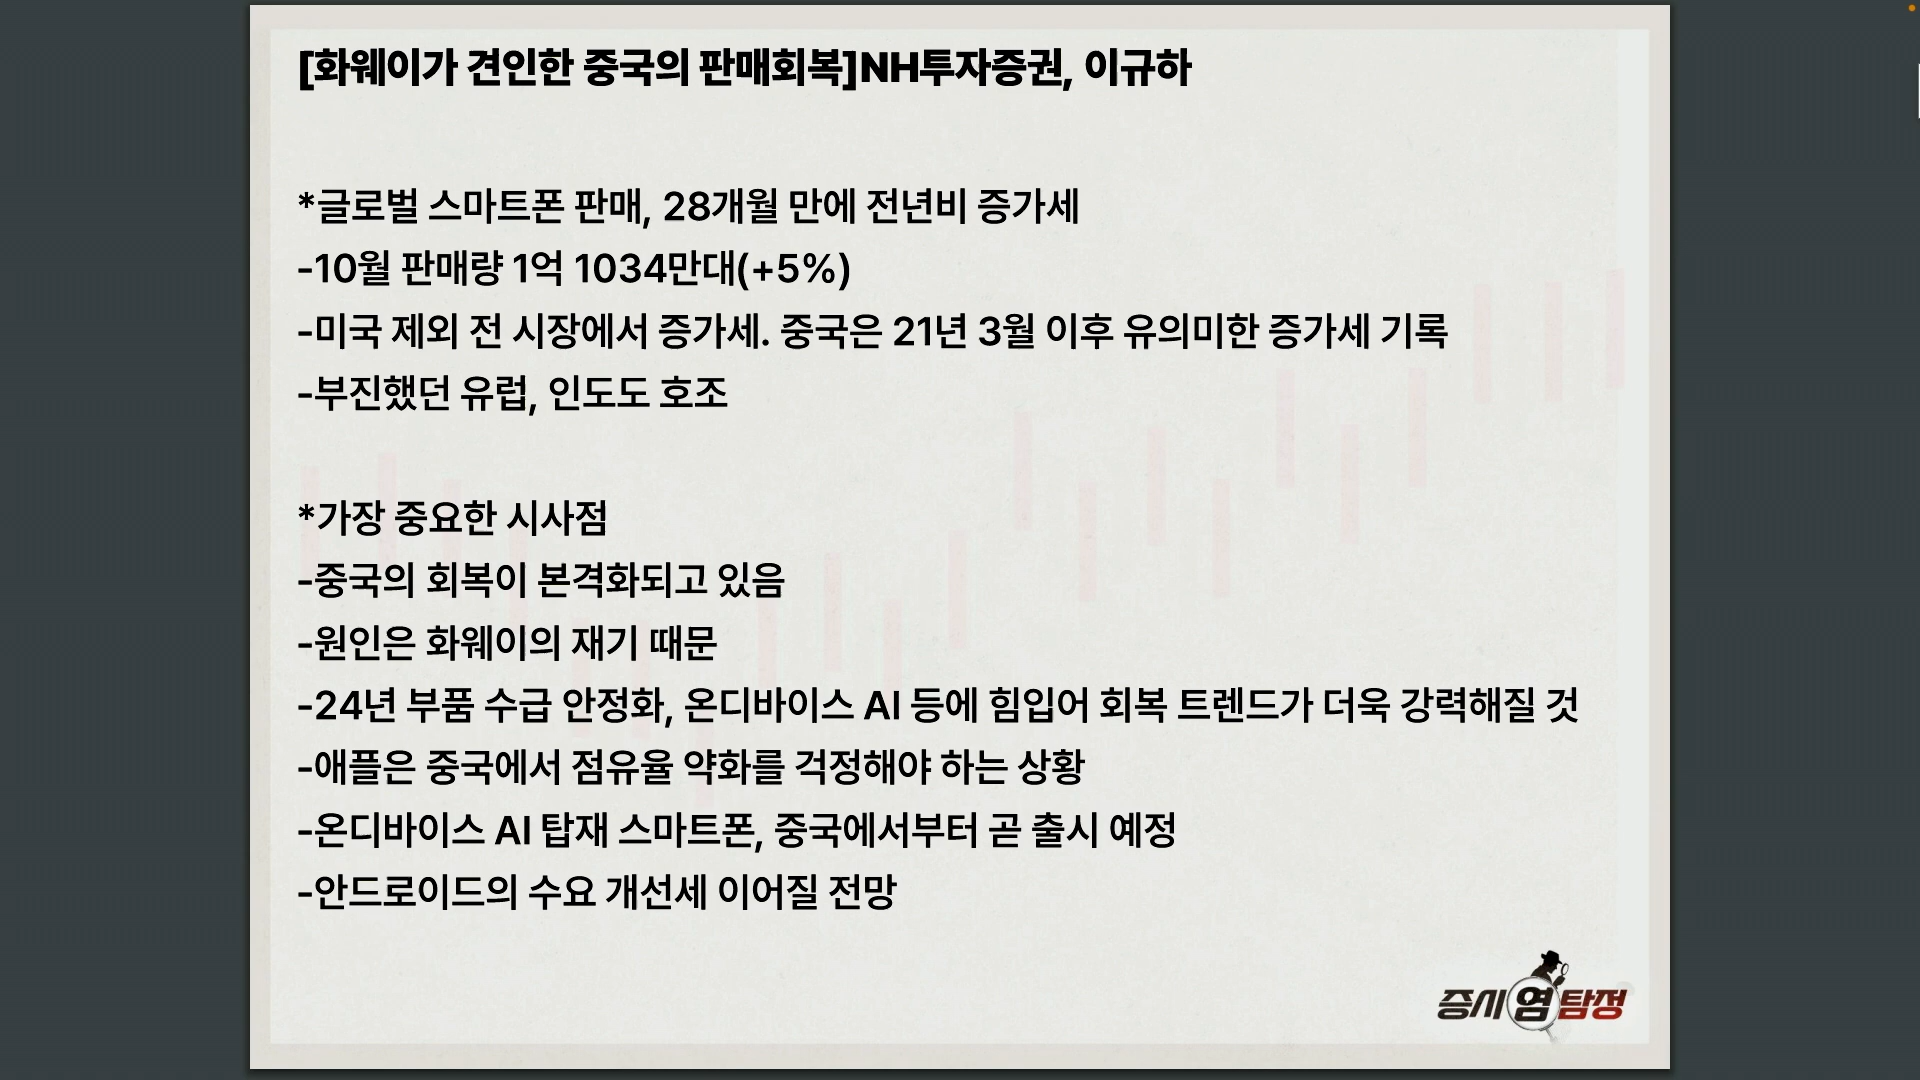 [화웨이가 견인한 중국의 판매회복]NH투자증권, 이규하
*글로벌 스마트폰 판매, 28개월 만에 전년비 증가세
-10월 판매량 1억 1034만대(+5%)
-미국 제외 전 시장에서 증가세. 중국은 21년 3월 이후 유의미한 증가세 기록
-부진했던 유럽, 인도도 호조
*가장 중요한 시사점
-중국의 회복이 본격화되고 있음
-원인은 화웨이의 재기 때문
-24년 부품 수급 안정화, 온디바이스 AI 등에 힘입어 회복 트렌드가 더욱 강력해질 것
-애플은 중국에서 점유율 약화를 걱정해야 하는 상황
-온디바이스 AI 탑재 스마트폰, 중국에서부터 곧 출시 예정
-안드로이드의 수요 개선세 이어질 전망
증시 염 탐정